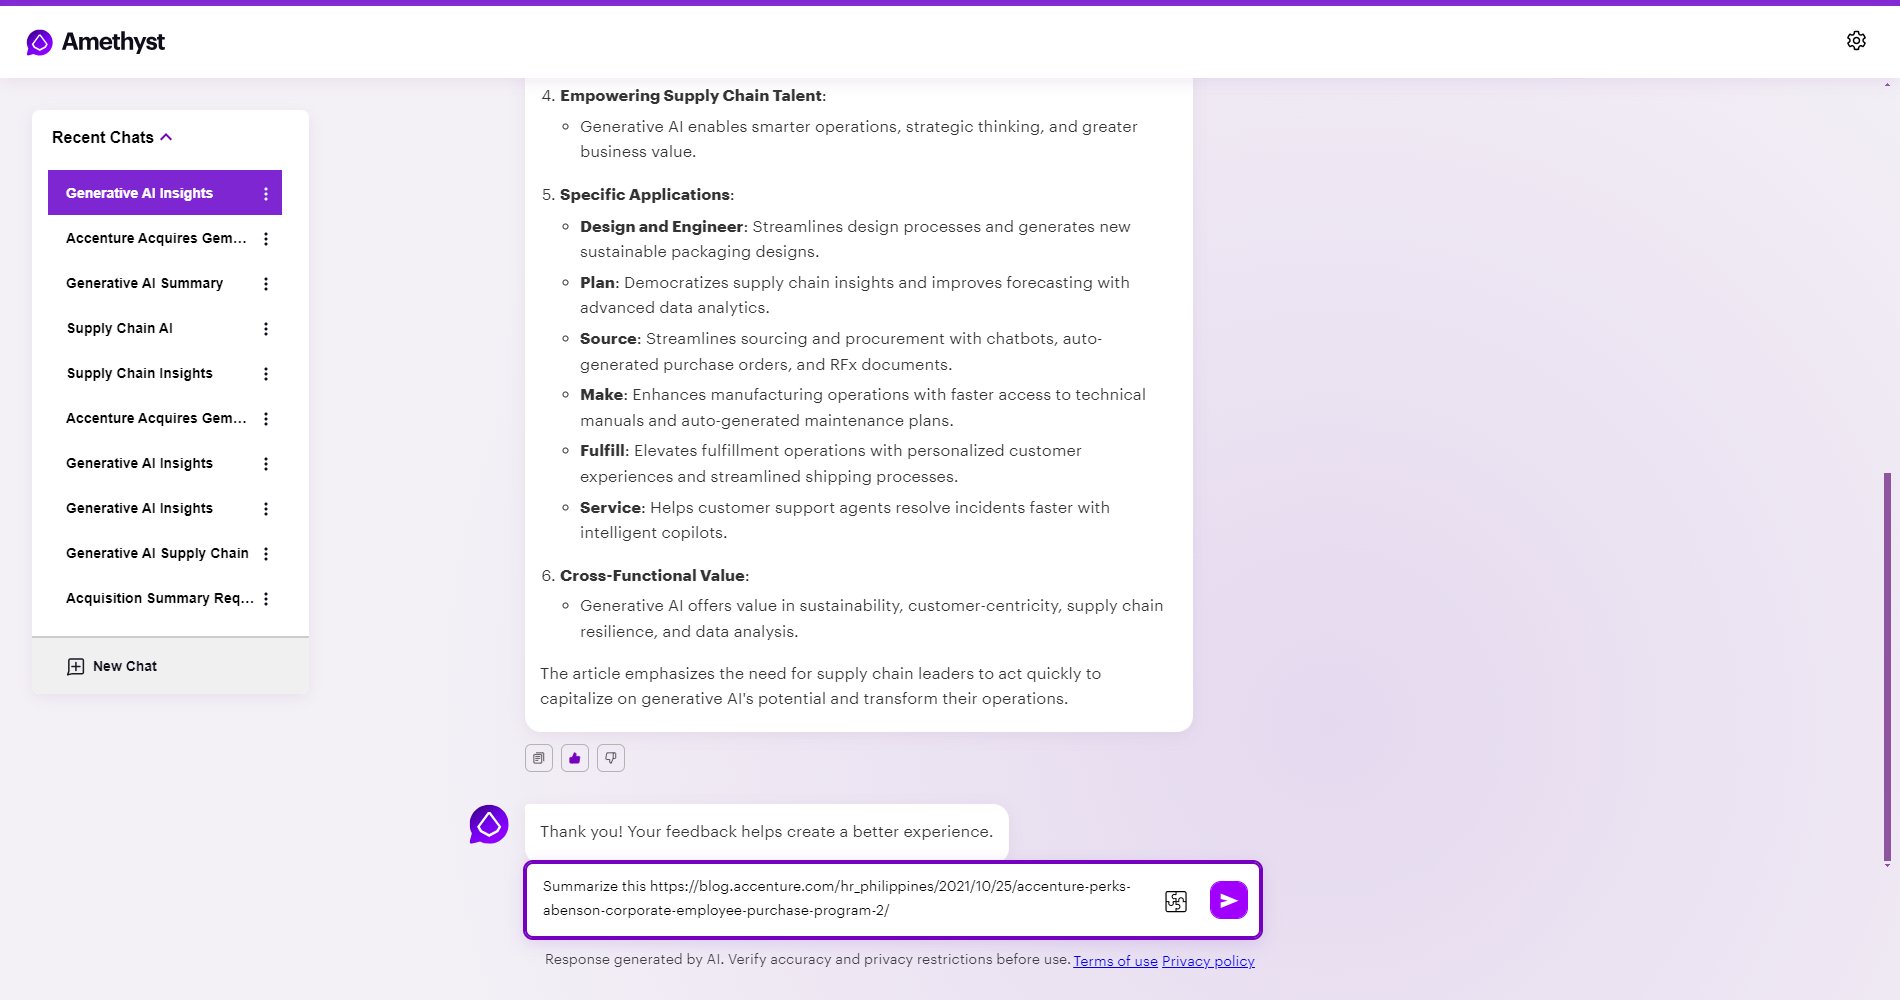 Amethyst
Recent Chats
Generative AI Insights
Accenture Acquires Gem...
Generative AI Summary
Supply Chain AI
Supply Chain Insights
Accenture Acquires Gem...
Generative AI Insights
Generative AI Insights
Generative AI Supply Chain
Acquisition Summary Req...
New Chat
4. Empowering Supply Chain Talent:
Generative AI enables smarter operations, strategic thinking, and greater
business value.
5. Specific Applications:
Design and Engineer: Streamlines design processes and generates new
sustainable packaging designs.
Plan: Democratizes supply chain insights and improves forecasting with
advanced data analytics.
Source: Streamlines sourcing and procurement with chatbots, auto-
generated purchase orders, and RFx documents.
Make: Enhances manufacturing operations with faster access to technical
manuals and auto-generated maintenance plans.
Fulfill: Elevates fulfillment operations with personalized customer
experiences and streamlined shipping processes.
Service: Helps customer support agents resolve incidents faster with
intelligent copilots.
6. Cross-Functional Value:
Generative AI offers value in sustainability, customer-centricity, supply chain
resilience, and data analysis.
The article emphasizes the need for supply chain leaders to act quickly to
capitalize on generative AI's potential and transform their operations.
Thank you! Your feedback helps create a better experience.
Summarize this https://blog.accenture.com/hr_philippines/2021/10/25/accenture-perks-
abenson-corporate-employee-purchase-program-2/
Response generated by AI. Verify accuracy and privacy restrictions before use. Terms of use Privacy policy